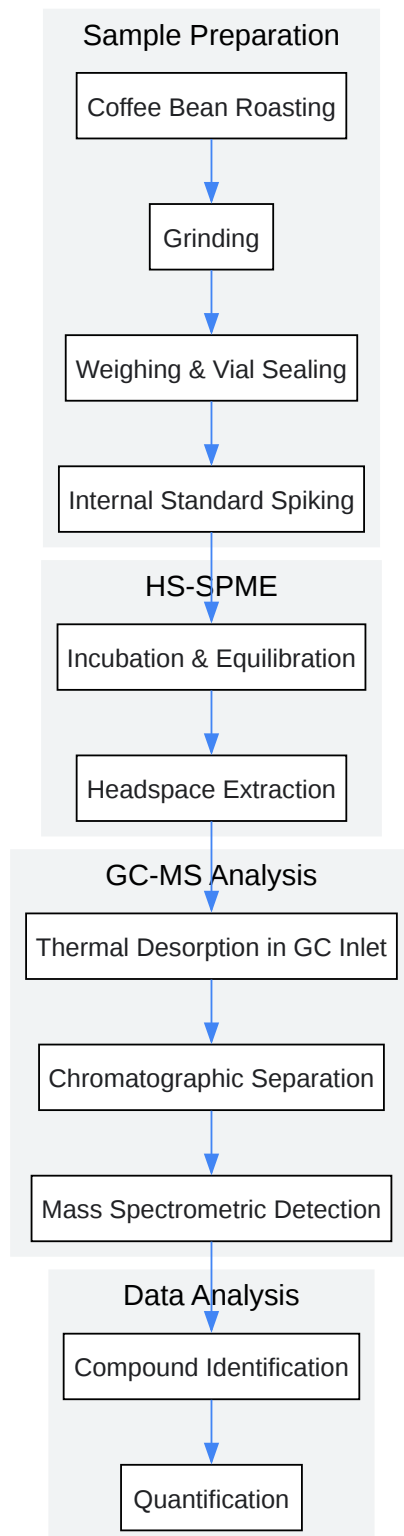 Sample Preparation
Coffee Bean Roasting
Grinding
Weighing & Vial Sealing
Internal Standard Spiking
HS-SPME
Incubation & Equilibration
Headspace Extraction
GC-MS Analysis
Thermal Desorption in GC Inlet
Chromatographic Separation
Mass Spectrometric Detection
Data Analysis
Compound Identification
Quantification